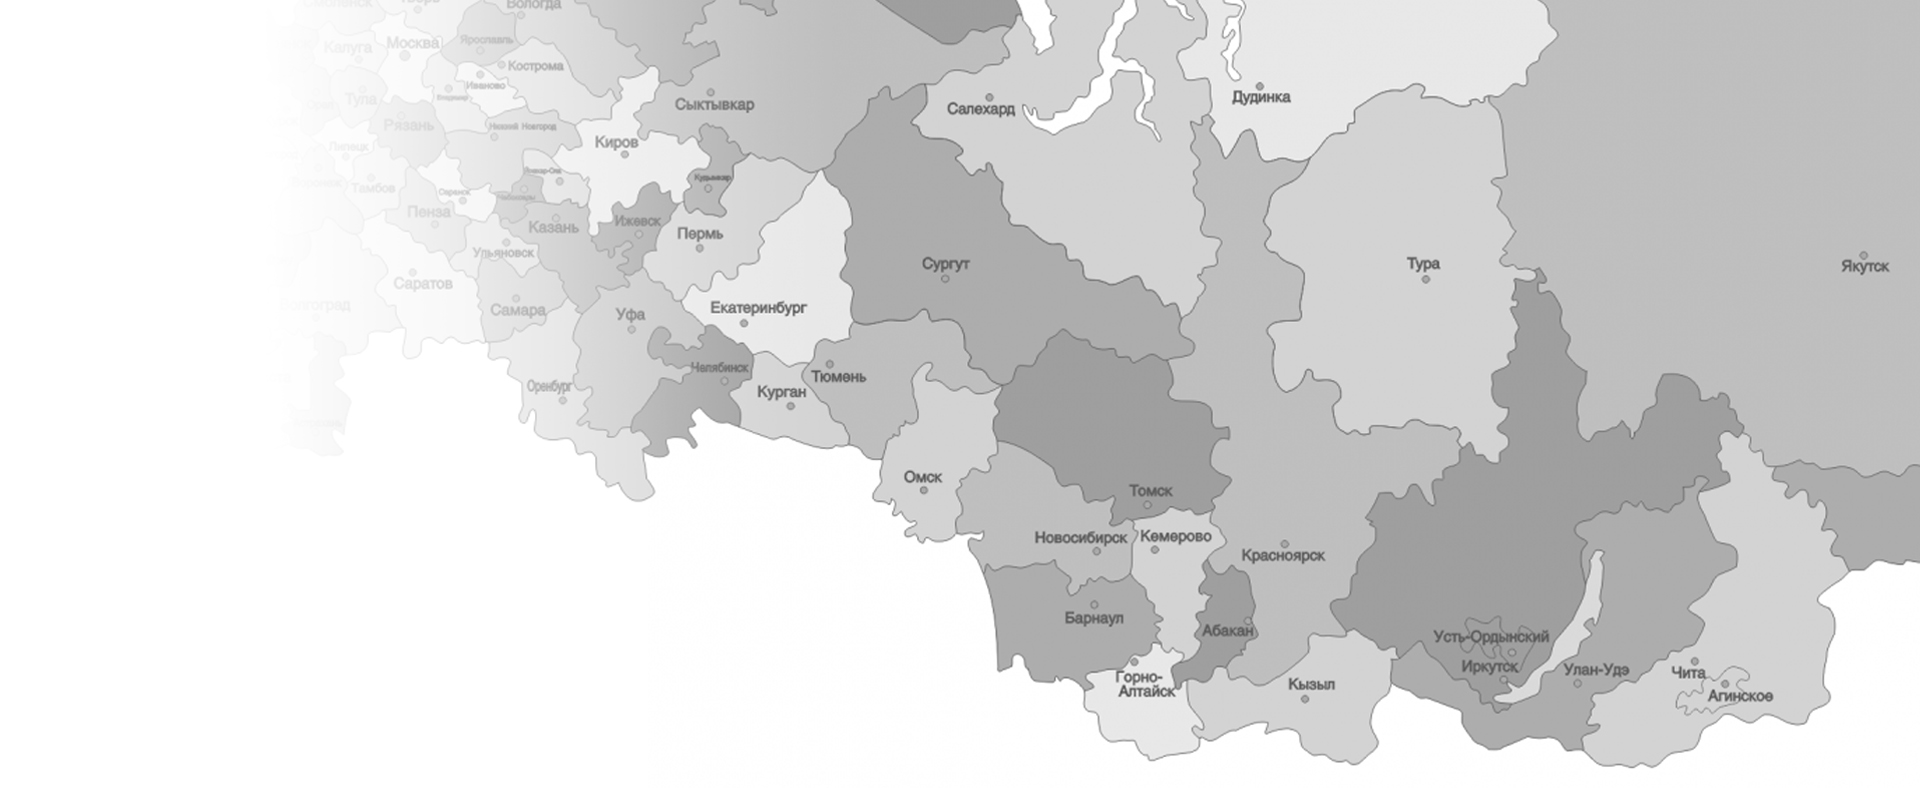 Смоленск
Вологда
Ярославль
Калуга
Москва
Кострома
Иваново
Владимир
Тула
Рязань
Сыктывкар
Салехард
Дудинка
Нижний Новгород
Киров
Липецк
Йошкар-Ола
Кудымкар
Тамбов
Саранск
Чебоксары
Пенза
Казань
Ижевск
Пермь
Ульяновск
Сургут
Тура
Якутск
Саратов
Волгоград
Самара
Уфа
Екатеринбург
Челябинск
Тюмень
Оренбург
Курган
Омск
Томск
Новосибирск
Кемерово
Красноярск
Барнаул
Абакан
Усть-Ордынский
Иркутск
Улан-Удэ
Чита
Горно-
Алтайск
Кызыл
Агинское